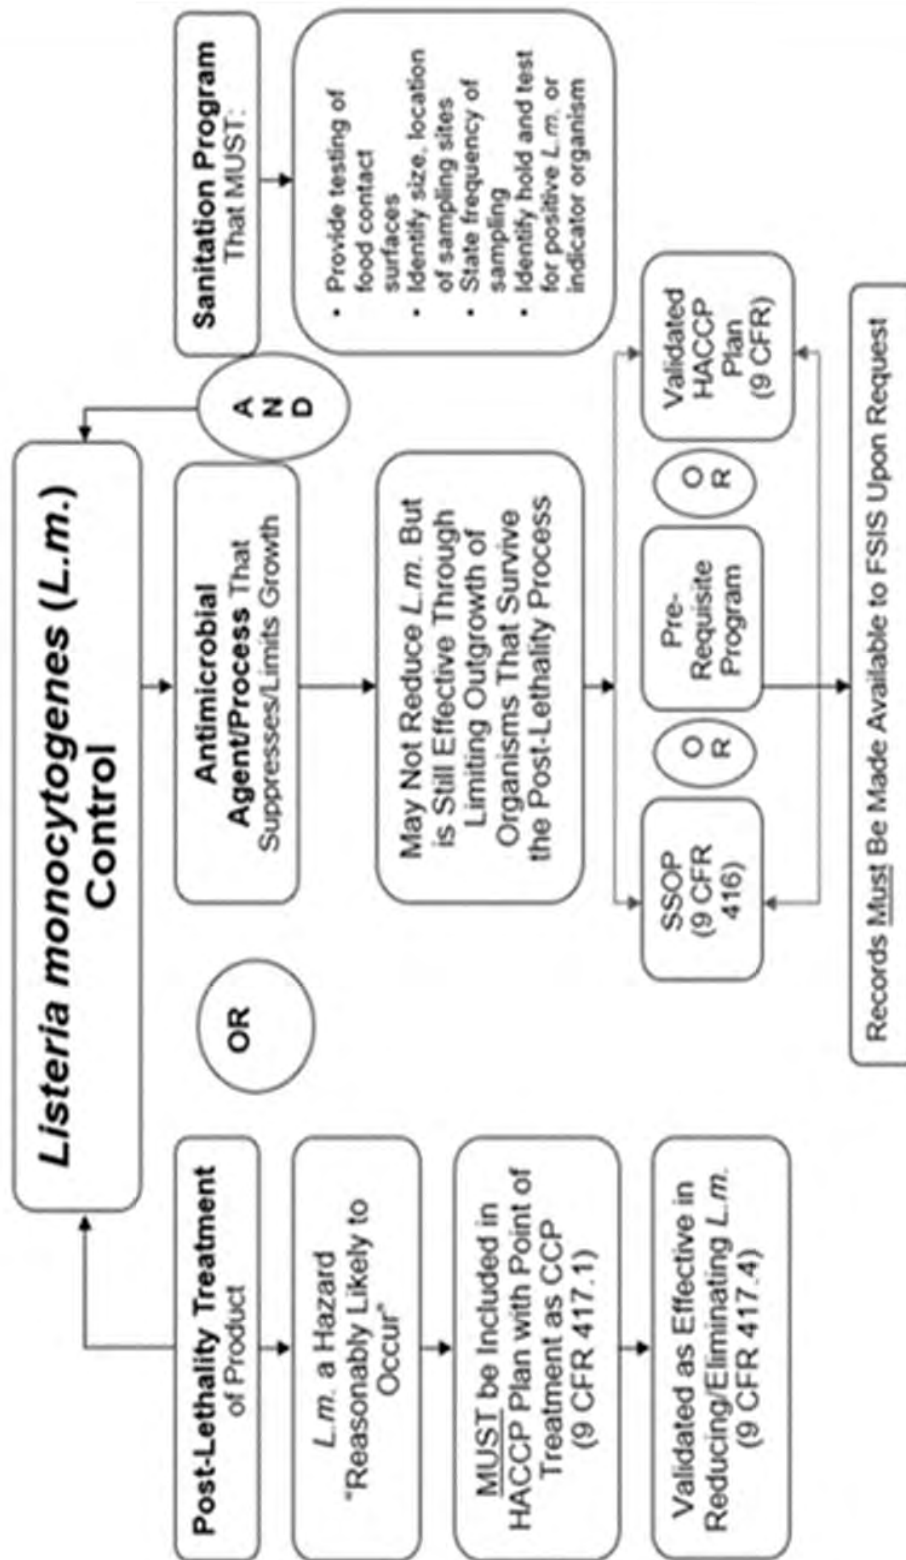 Listeria monocytogenes (L.m.)
Control
Post-Lethality Treatment
of Product
L.m. a Hazard
"Reasonably Likely to
Occur"
MUST be Included in
HACCP Plan with Point of
Treatment as CCP
(9 CFR 417.1)
Validated as Effective in
Reducing/Eliminating L.m.
(9 CFR 417.4)
OR
Antimicrobial
Agent/Process That
Suppresses/Limits Growth
May Not Reduce L.m. But
is Still Effective Through
Limiting Outgrowth of
Organisms That Survive
the Post-Lethality Process
SSOP
(9 CFR
416)
O
R
Pre-
Requisite
Program
O
R
Validated
HACCP
Plan
(9 CFR)
Records Must Be Made Available to FSIS Upon Request
A
N
D
Sanitation Program
That MUST:
• Provide testing of
food contact
surfaces
• Identify size, location
of sampling sites
• State frequency of
sampling
• Identify hold and test
for positive L.m. or
indicator organism